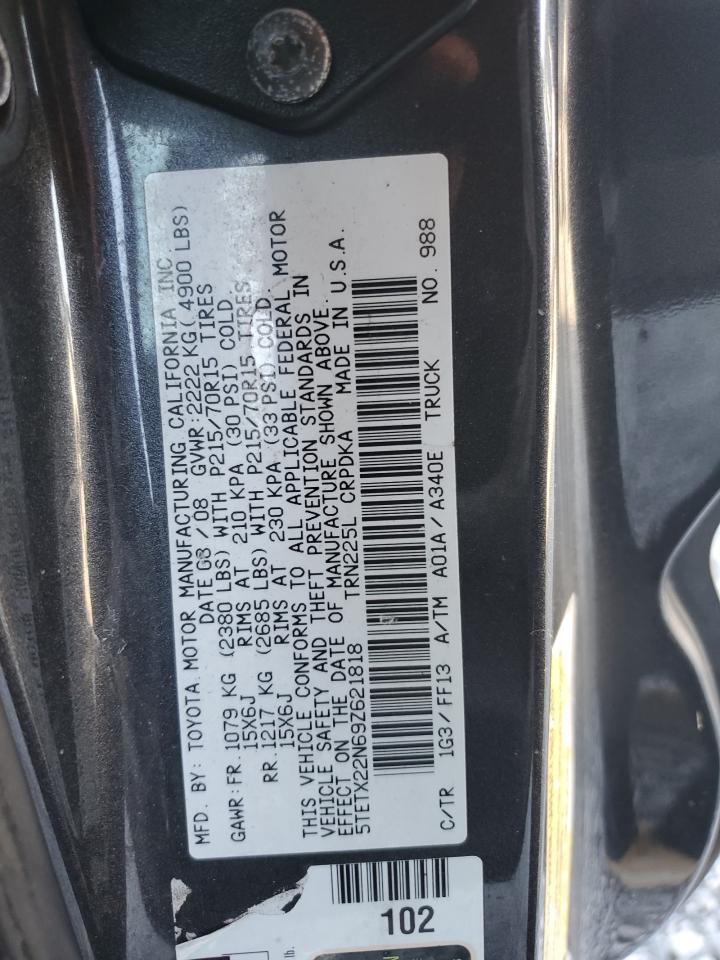 MFD. BY: TOYOTA MOTOR MANUFACTURING CALIFORNIA INC.
DATE 08 / 08 GVWR: 2222 KG( 4900 LBS)
GAWR: FR. 1079 KG (2380 LBS) WITH P215/70R15 TIRES
15X6J RIMS AT 210 KPA (30 PSI) COLD.
RR. 1217 KG (2685 LBS) WITH P215/70R15 TIRES
15X6J RIMS AT 230 KPA (33 PSI) COLD.
THIS VEHICLE CONFORMS TO ALL APPLICABLE FEDERAL MOTOR
VEHICLE SAFETY AND THEFT PREVENTION STANDARDS IN
EFFECT ON THE DATE OF MANUFACTURE SHOWN ABOVE.
5TETX22N69Z621818 TRN225L CRPDKA MADE IN U.S.A.
C/TR 1G3/FF13 A/TM A01A/A340E TRUCK NO. 988
102
lb.